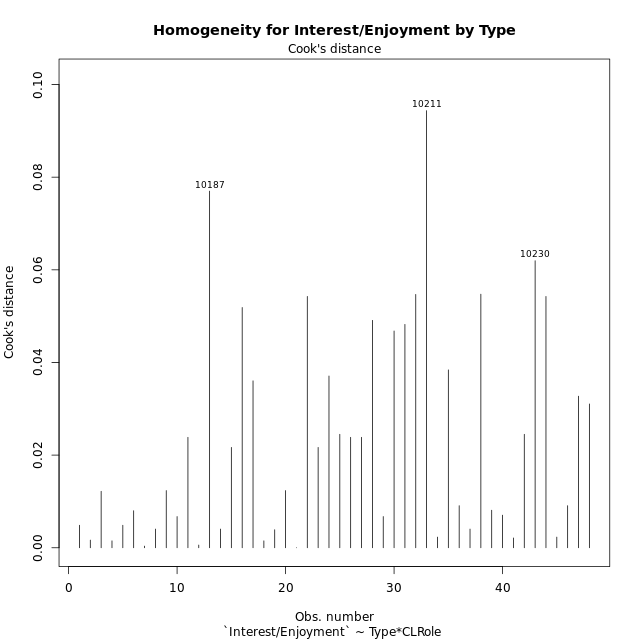 Homogeneity for Interest/Enjoyment by Type
Cook's distance
0.10
10211
0.08
10187
0.06
10230
Cook's distance
0.04
0.02
0.00
0 10 20 30 40
Obs. number
`Interest/Enjoyment` ~ Type*CLRole